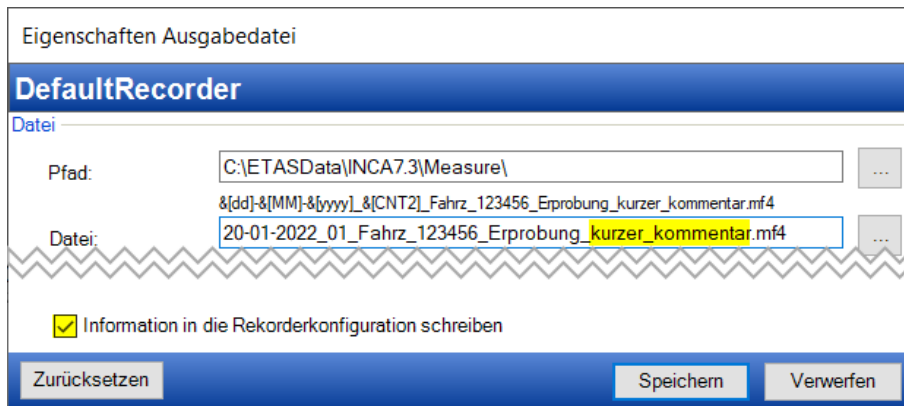 Eigenschaften Ausgabedatei
DefaultRecorder
Datei
Pfad: C:\ETASData\INCA7.3\Measure\ ...
&[dd]-&[MM]-&[yyyy]_&[CNT2]_Fahrz_123456_Erprobung_kurzer_kommentar.mf4
Datei: 20-01-2022_01_Fahrz_123456_Erprobung_kurzer_kommentar.mf4 ...
Information in die Rekorderkonfiguration schreiben
Zurücksetzen Speichern Verwerfen